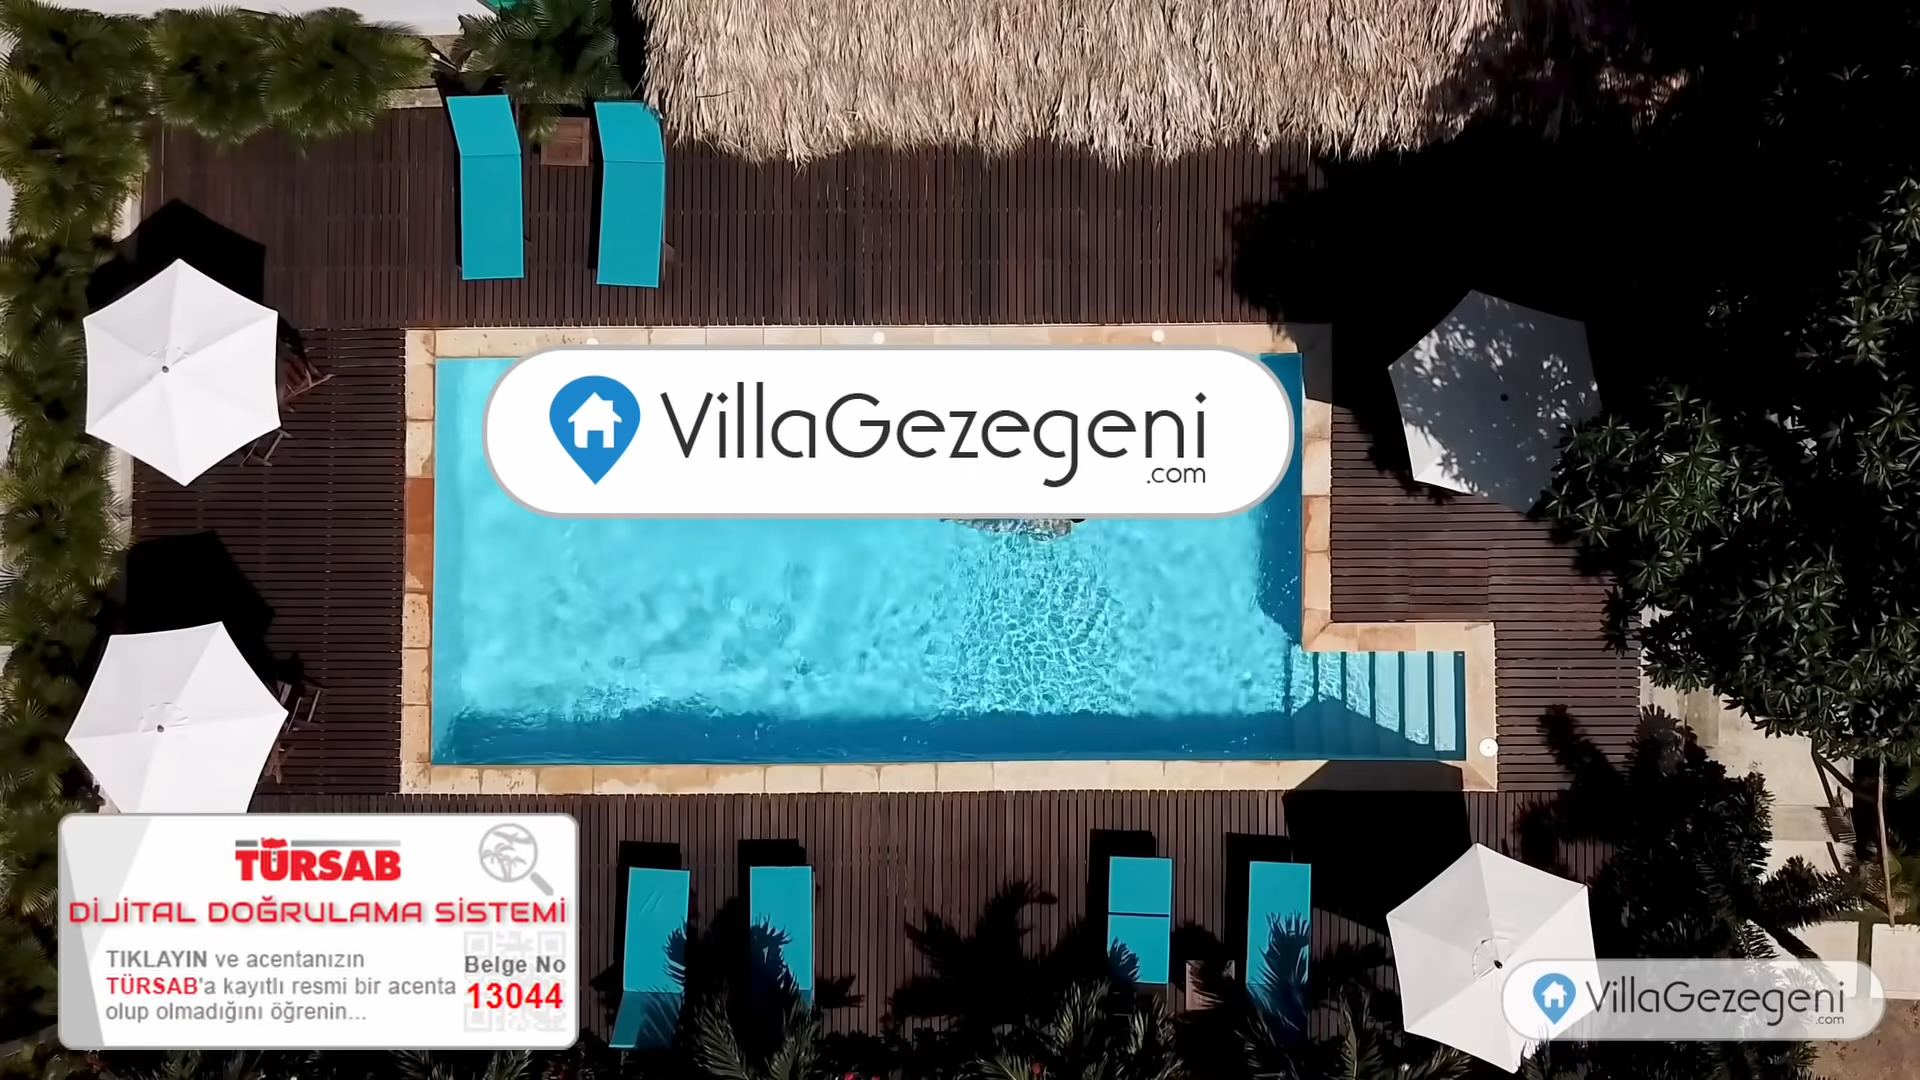 VillaGezegeni
.com
TÜRSAB
DİJİTAL DOĞRULAMA SİSTEMİ
TIKLAYIN ve acentanızın
TÜRSAB'a kayıtlı resmi bir acenta
olup olmadığını öğrenin...
Belge No
13044
VillaGezegeni
.com